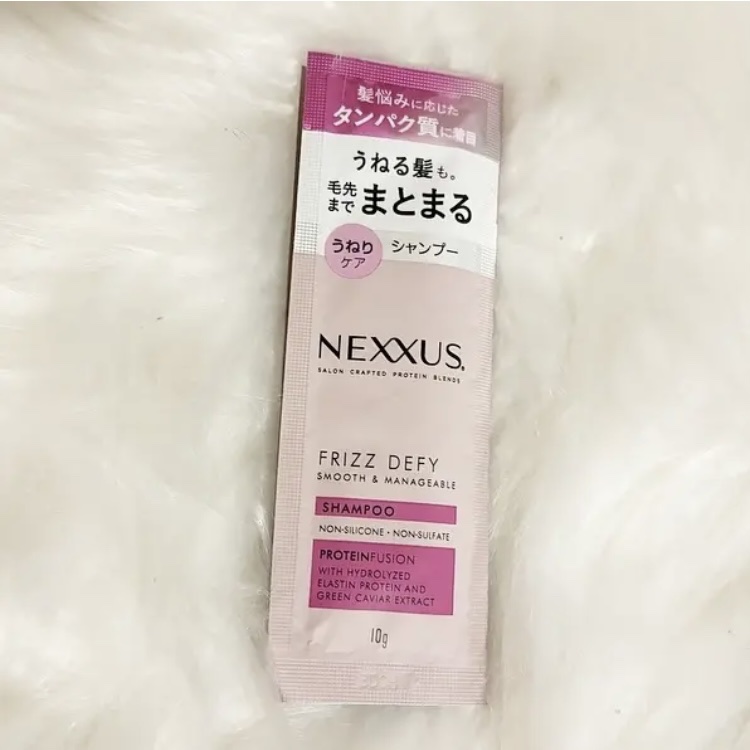 髪悩みに応じた
タンパク質に着目
うねる髪も。
毛先
まで まとまる
うねり
ケア
シャンプー
NEXXUS.
SALON CRAFTED PROTEIN BLENDS
FRIZZ DEFY
SMOOTH & MANAGEABLE
SHAMPOO
NON-SILICONE • NON-SULFATE
PROTEINFUSION
WITH HYDROLYZED
ELASTIN PROTEIN AND
GREEN CAVIAR EXTRACT
10g